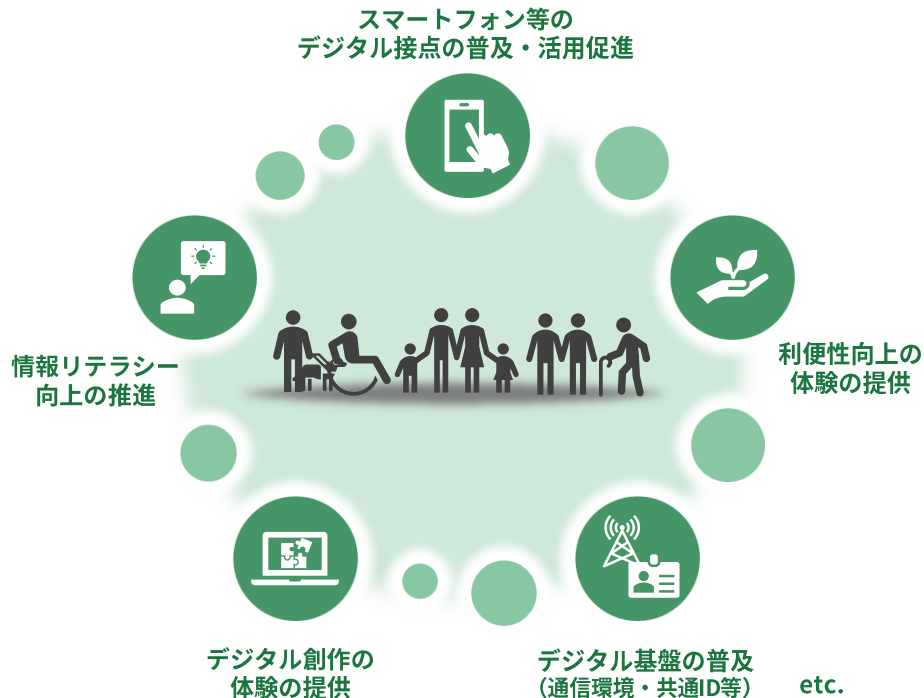 スマートフォン等の
デジタル接点の普及・活用促進
利便性向上の
体験の提供
情報リテラシー
向上の推進
デジタル創作の
体験の提供
デジタル基盤の普及
（通信環境・共通ID等）
etc.